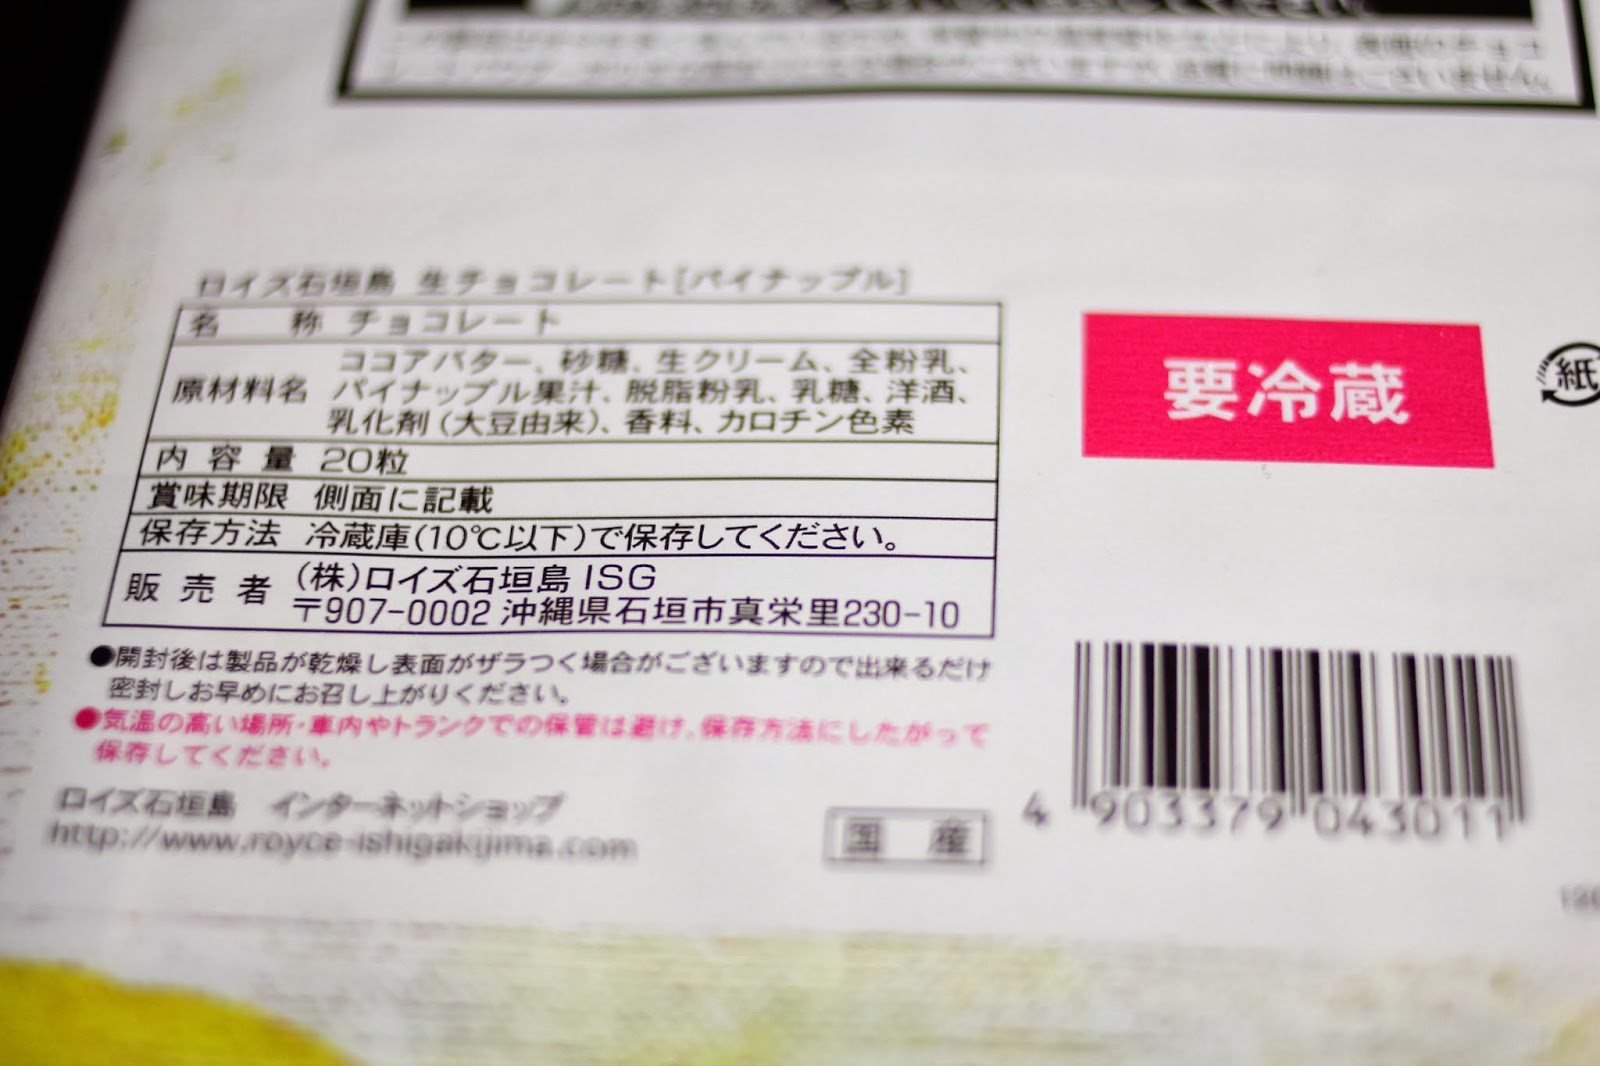 ロイズ石垣島 生チョコレート[パイナップル]
名 称 チョコレート
原材料名 ココアバター、砂糖、生クリーム、全粉乳、
パイナップル果汁、脱脂粉乳、乳糖、洋酒、
乳化剤(大豆由来)、香料、カロチン色素
内容量 20粒
賞味期限 側面に記載
保存方法 冷蔵庫(10℃以下)で保存してください。
販売者 (株)ロイズ石垣島 ISG
〒907-0002 沖縄県石垣市真栄里230-10
●開封後は製品が乾燥し表面がザラつく場合がございますので出来るだけ
密封しお早めにお召し上がりください。
●気温の高い場所・車内やトランクでの保管は避け、保存方法にしたがって
保存してください。
ロイズ石垣島 インターネットショップ
http://www.royce-ishigakijima.com
国 産
要冷蔵
紙
4 903379 043011